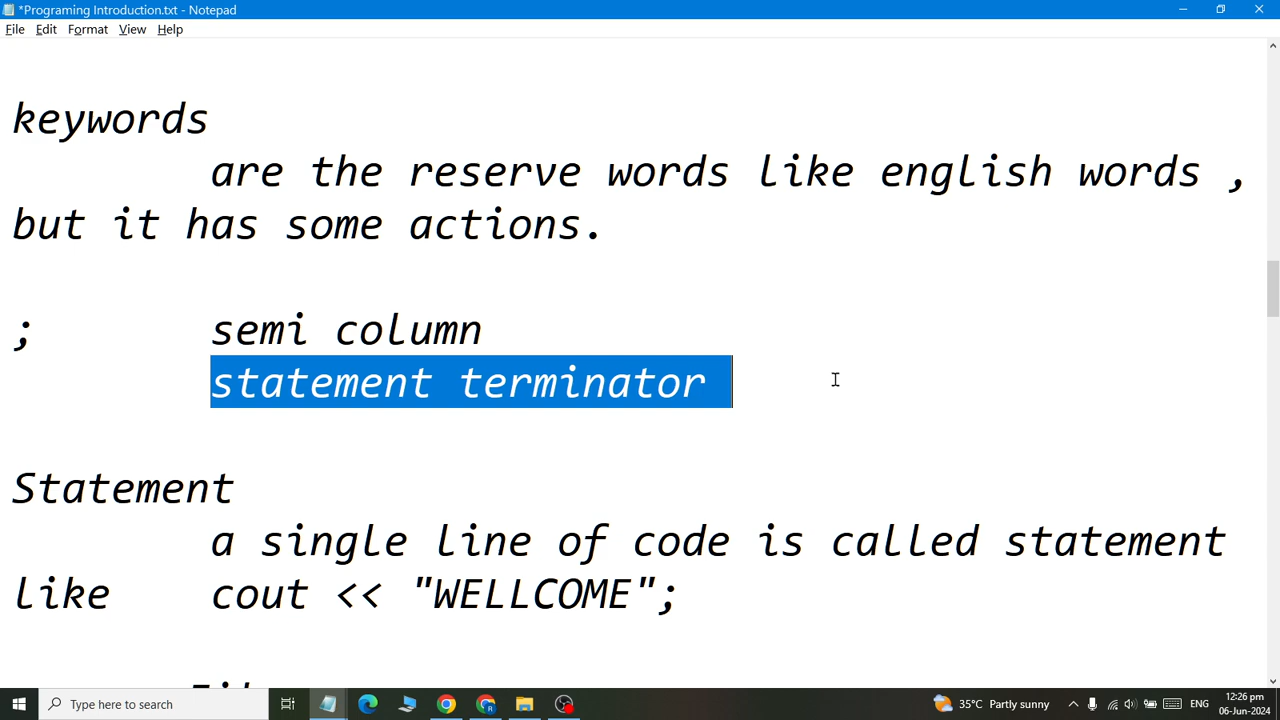 *Programing Introduction.txt - Notepad
File Edit Format View Help
keywords
are the reserve words like english words ,
but it has some actions.
; semi column
statement terminator
Statement
a single line of code is called statement
like cout << "WELLCOME";
Type here to search
35°C Partly sunny
ENG
12:26 pm
06-Jun-2024